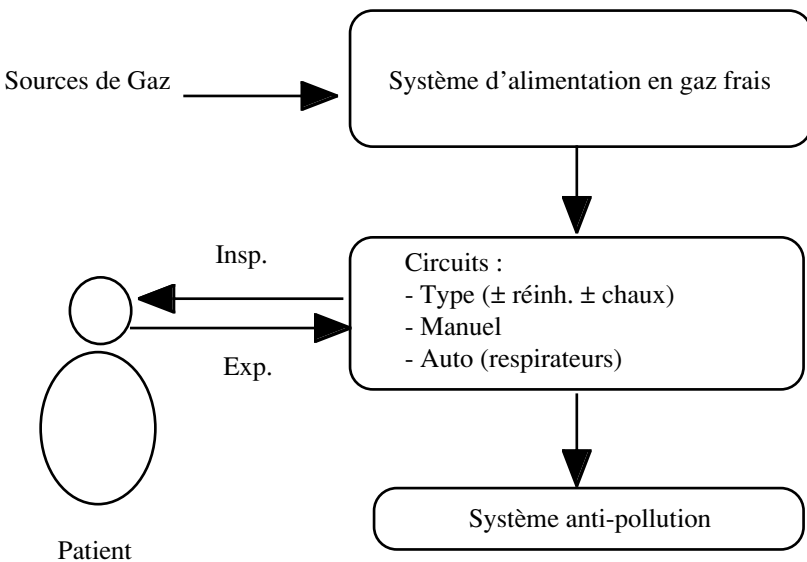 Sources de Gaz
Système d’alimentation en gaz frais
Insp.
Circuits :
- Type (± réinh. ± chaux)
- Manuel
- Auto (respirateurs)
Exp.
Système anti-pollution
Patient